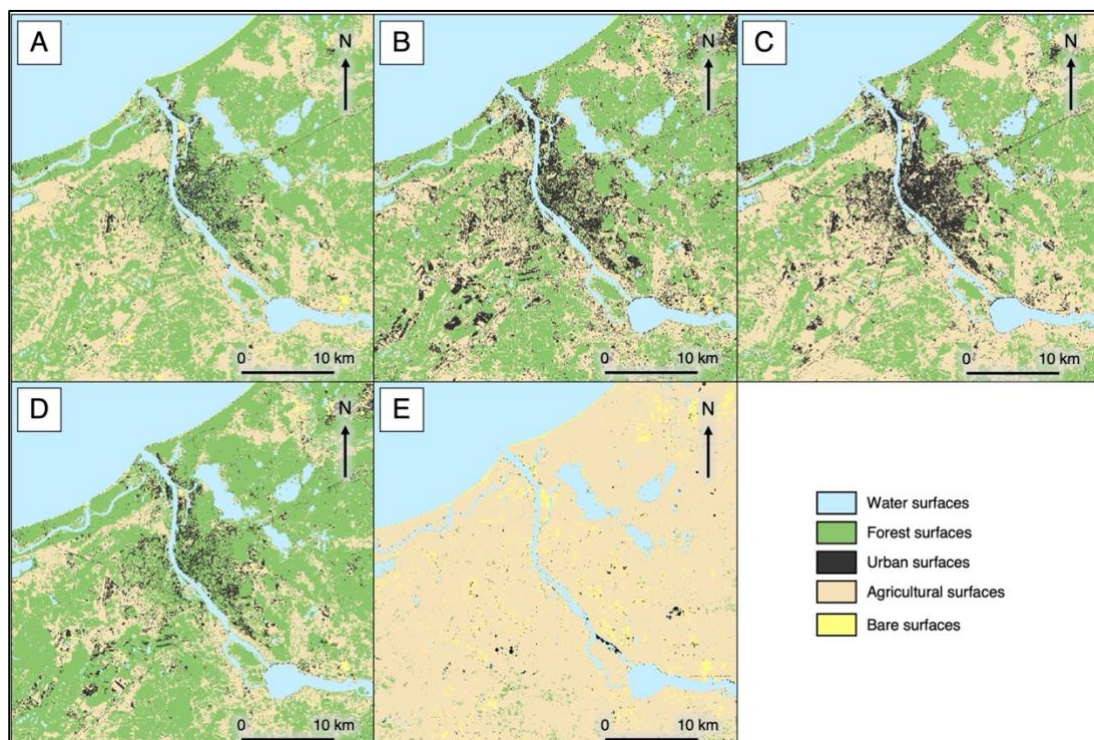 A
N
0 10 km
B
N
0 10 km
C
N
0 10 km
D
N
0 10 km
E
N
0 10 km
Water surfaces
Forest surfaces
Urban surfaces
Agricultural surfaces
Bare surfaces